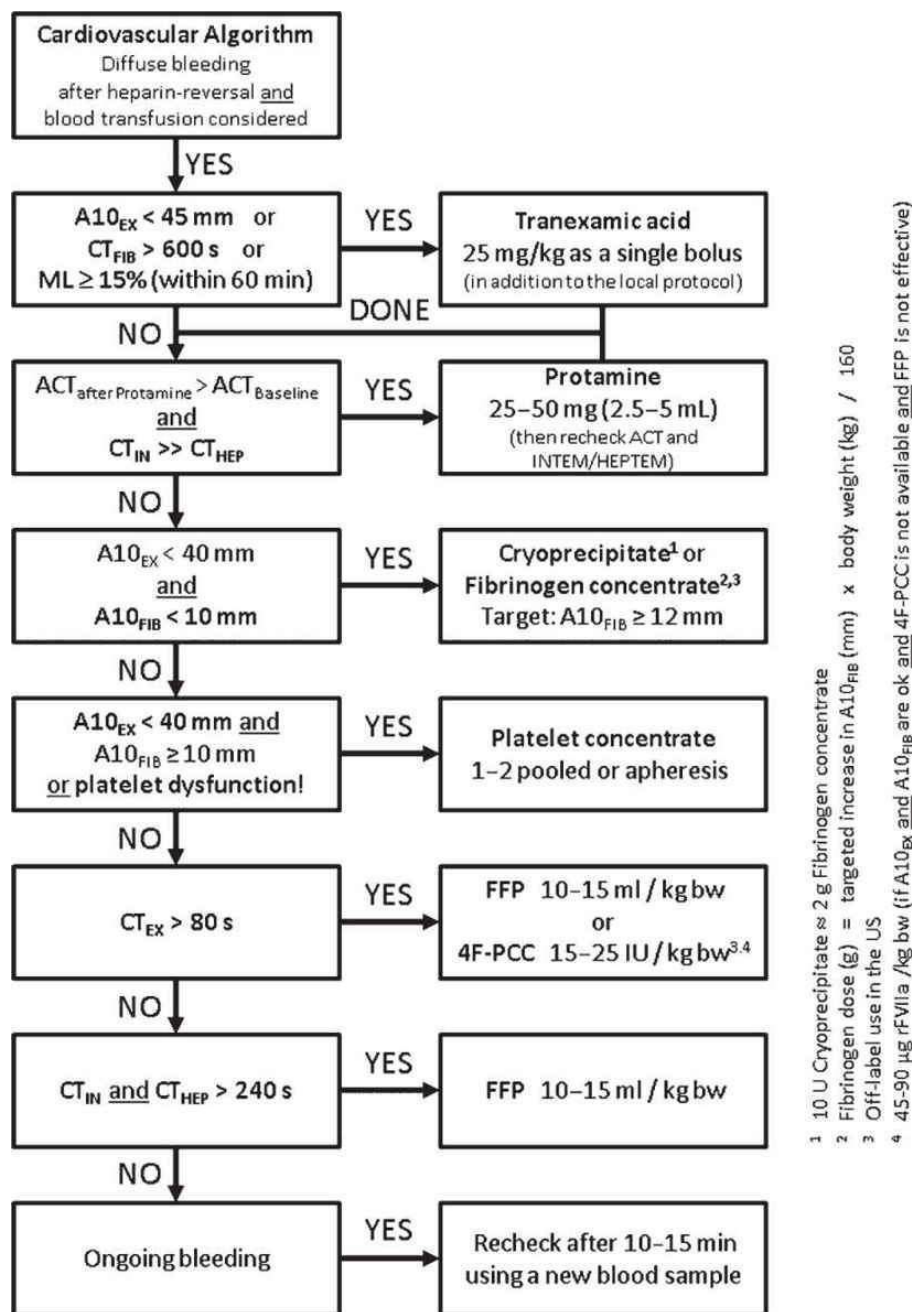 Cardiovascular Algorithm
Diffuse bleeding
after heparin-reversal and
blood transfusion considered
YES
A10EX < 45 mm or
CTFIB > 600 s or
ML ≥ 15% (within 60 min)
YES
Tranexamic acid
25 mg/kg as a single bolus
(in addition to the local protocol)
NO
DONE
ACTafter Protamine > ACTBaseline
and
CTIN >> CTHEP
YES
Protamine
25–50 mg (2.5–5 mL)
(then recheck ACT and
INTEM/HEPTEM)
NO
A10EX < 40 mm
and
A10FIB < 10 mm
YES
Cryoprecipitate1 or
Fibrinogen concentrate2,3
Target: A10FIB ≥ 12 mm
NO
A10EX < 40 mm and
A10FIB ≥ 10 mm
or platelet dysfunction!
YES
Platelet concentrate
1–2 pooled or apheresis
NO
CTEX > 80 s
YES
FFP 10–15 ml / kg bw
or
4F-PCC 15–25 IU / kg bw3.4
NO
CTIN and CTHEP > 240 s
YES
FFP 10–15 ml / kg bw
NO
Ongoing bleeding
YES
Recheck after 10–15 min
using a new blood sample
1 10 U Cryoprecipitate ≈ 2 g Fibrinogen concentrate
2 Fibrinogen dose (g) = targeted increase in A10FIB (mm) x body weight (kg) / 160
3 Off-label use in the US
4 45-90 µg rFVIIa /kg bw (if A10EX and A10FIB are ok and 4F-PCC is not available and FFP is not effective)